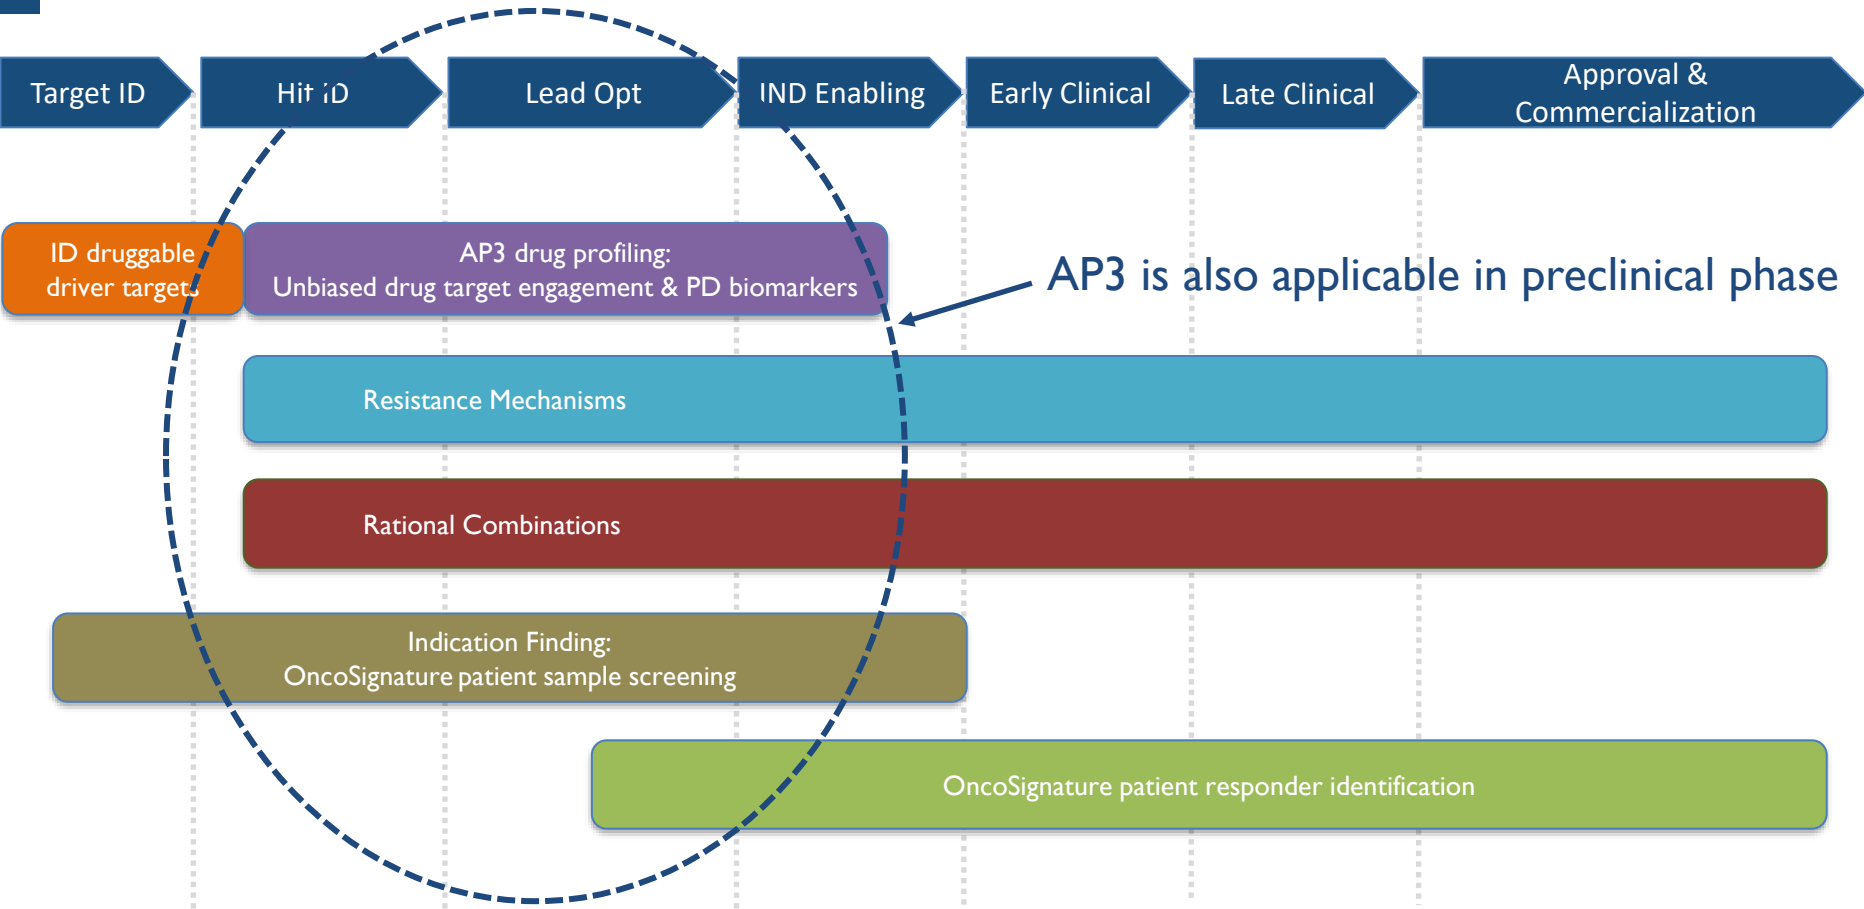 Target ID
Hit ID
Lead Opt
IND Enabling
Early Clinical
Late Clinical
Approval &
Commercialization
ID druggable
driver targets
AP3 drug profiling:
Unbiased drug target engagement & PD biomarkers
AP3 is also applicable in preclinical phase
Resistance Mechanisms
Rational Combinations
Indication Finding:
OncoSignature patient sample screening
OncoSignature patient responder identification